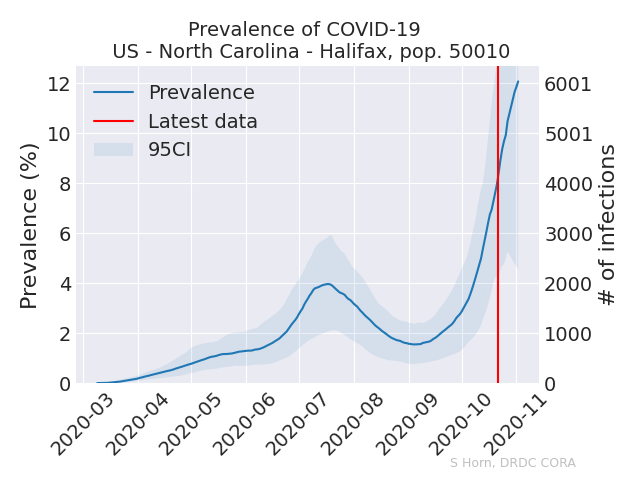 Prevalence of COVID-19
US - North Carolina - Halifax, pop. 50010
Prevalence
Latest data
95CI
Prevalence (%)
12
10
8
6
4
2
0
6001
5001
4000
3000
2000
1000
0
# of infections
2020-03
2020-04
2020-05
2020-06
2020-07
2020-08
2020-09
2020-10
2020-11
S Horn, DRDC CORA